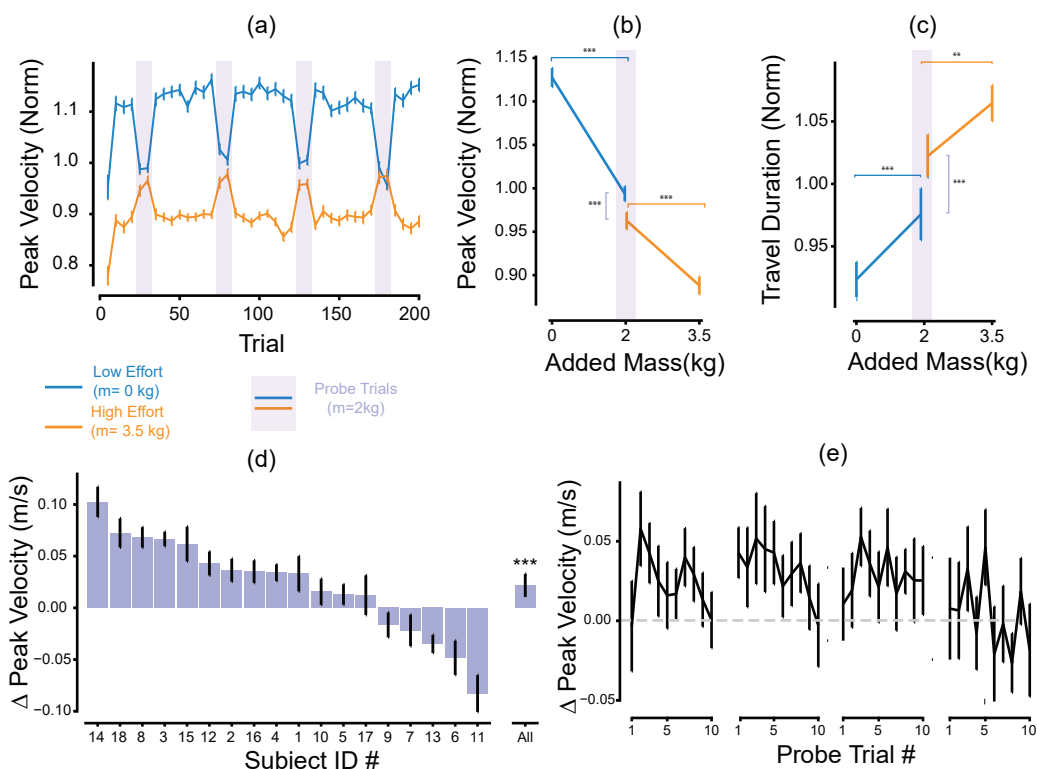 (a)
Peak Velocity (Norm)
1.1
1.0
0.9
0.8
0
50
100
150
200
Trial
(b)
Peak Velocity (Norm)
1.15
1.10
1.05
1.00
0.95
0.90
***
***
***
0
2
3.5
Added Mass(kg)
(c)
Travel Duration (Norm)
1.05
1.00
0.95
**
***
***
0
2
3.5
Added Mass(kg)
Low Effort
(m= 0 kg)
High Effort
(m= 3.5 kg)
Probe Trials
(m=2kg)
(d)
Δ Peak Velocity (m/s)
0.10
0.05
0.00
−0.05
−0.10
***
14 18 8 3 15 12 2 16 4 1 10 5 17 9 7 13 6 11
All
Subject ID #
(e)
Δ Peak Velocity (m/s)
0.05
0.00
−0.05
1 5 10 1 5 10 1 5 10 1 5 10
Probe Trial #